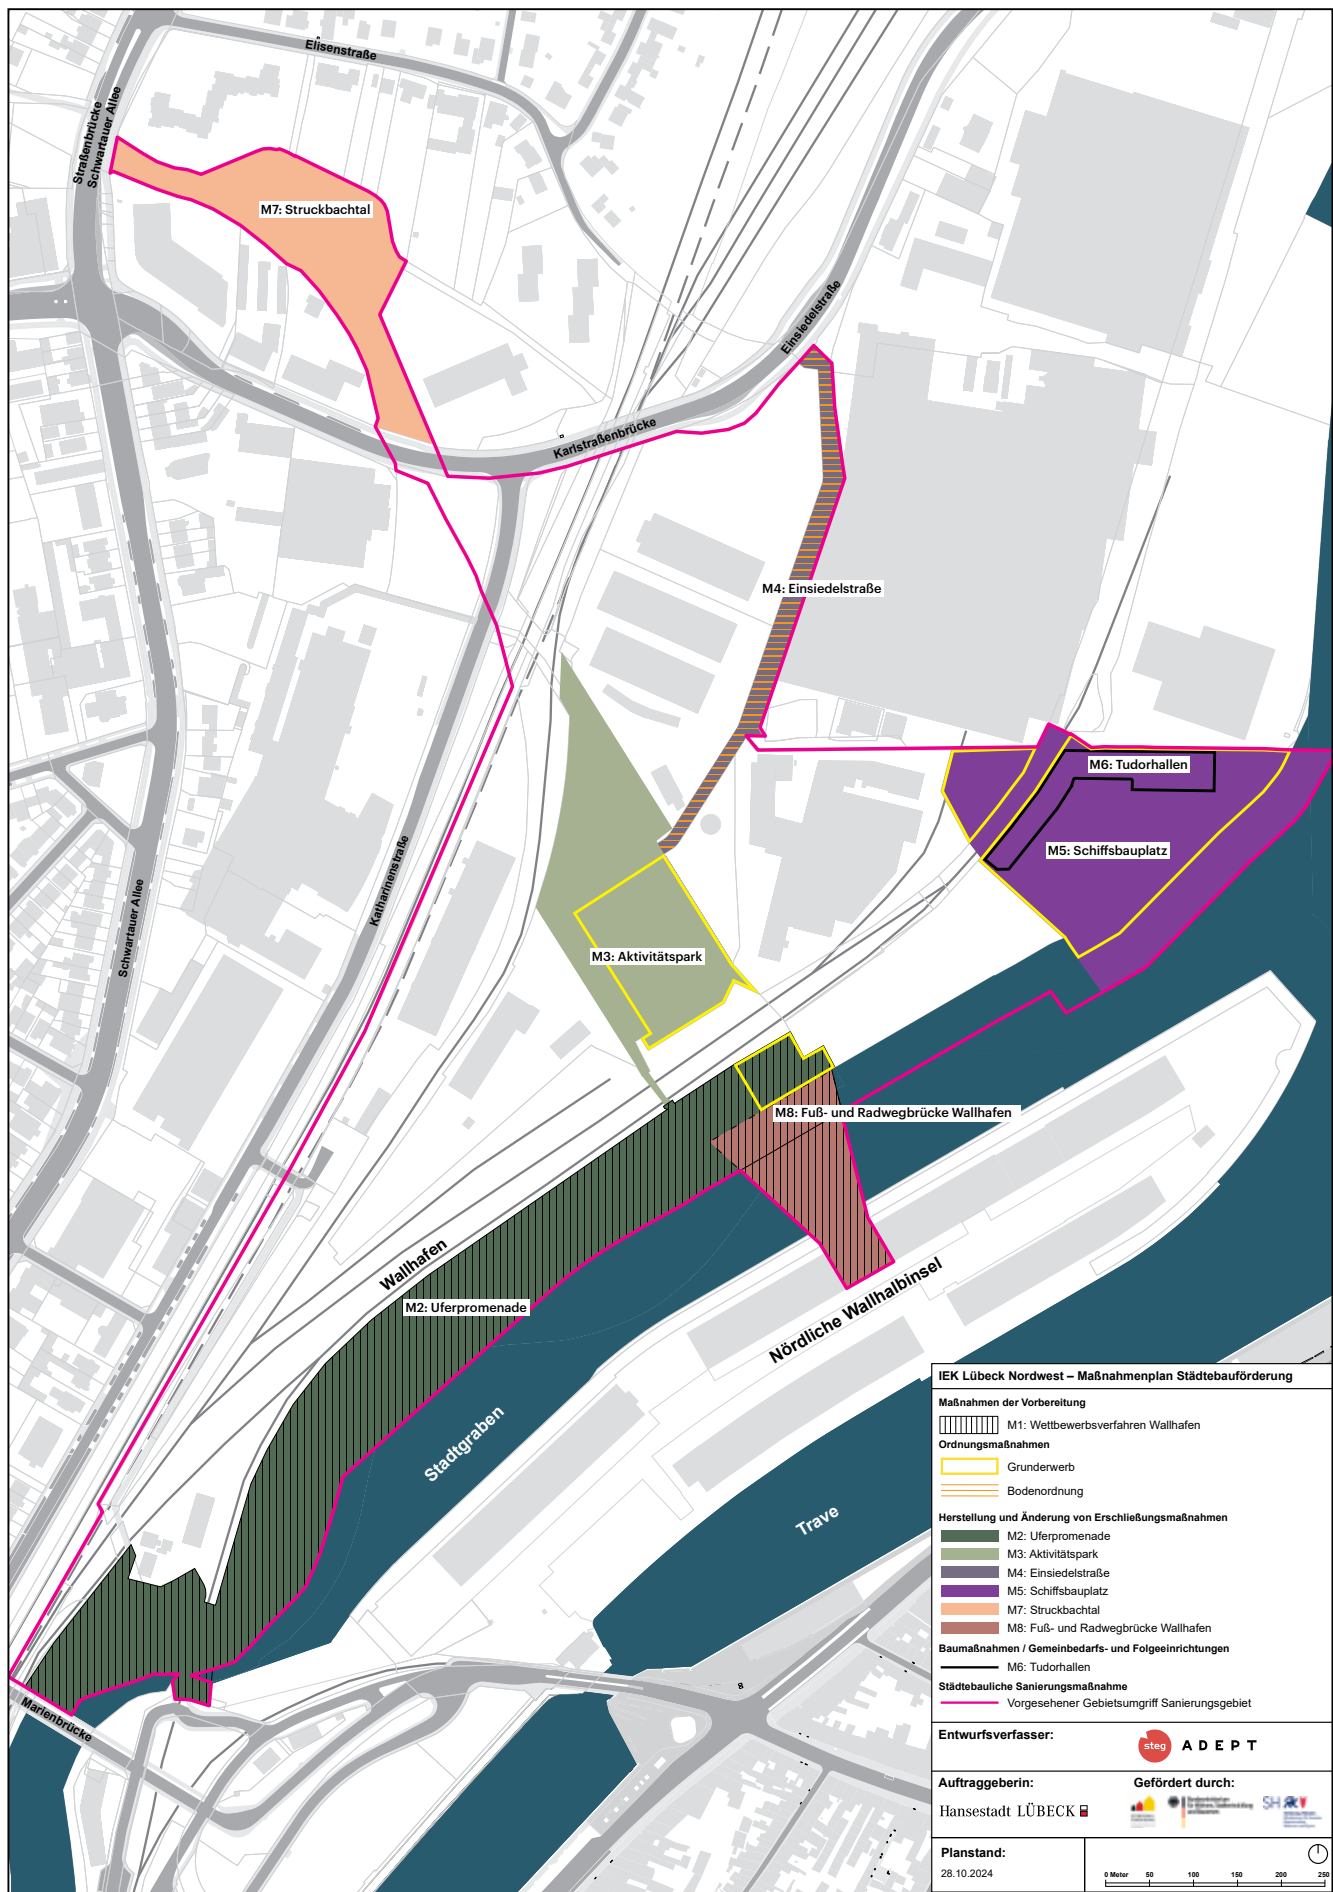 Elisenstraße
Straßenbrücke
Schwartauer Allee
M7: Struckbachtal
Einsiedelstraße
Karlstraßenbrücke
M4: Einsiedelstraße
M6: Tudorhallen
M5: Schiffsbauplatz
Katharinenstraße
Schwartauer Allee
M3: Aktivitätspark
M8: Fuß- und Radwegbrücke Wallhafen
Wallhafen
M2: Uferpromenade
Nördliche Wallhalbinsel
Stadtgraben
Trave
Marienbrücke
IEK Lübeck Nordwest – Maßnahmenplan Städtebauförderung
Maßnahmen der Vorbereitung
M1: Wettbewerbsverfahren Wallhafen
Ordnungsmaßnahmen
Grunderwerb
Bodenordnung
Herstellung und Änderung von Erschließungsmaßnahmen
M2: Uferpromenade
M3: Aktivitätspark
M4: Einsiedelstraße
M5: Schiffsbauplatz
M7: Struckbachtal
M8: Fuß- und Radwegbrücke Wallhafen
Baumaßnahmen / Gemeinbedarfs- und Folgeeinrichtungen
M6: Tudorhallen
Städtebauliche Sanierungsmaßnahme
Vorgesehener Gebietsumgriff Sanierungsgebiet
Entwurfsverfasser:
steg ADEPT
Auftraggeberin:
Hansestadt LÜBECK
Gefördert durch:
SH
Planstand:
28.10.2024
0 Meter 50 100 150 200 250